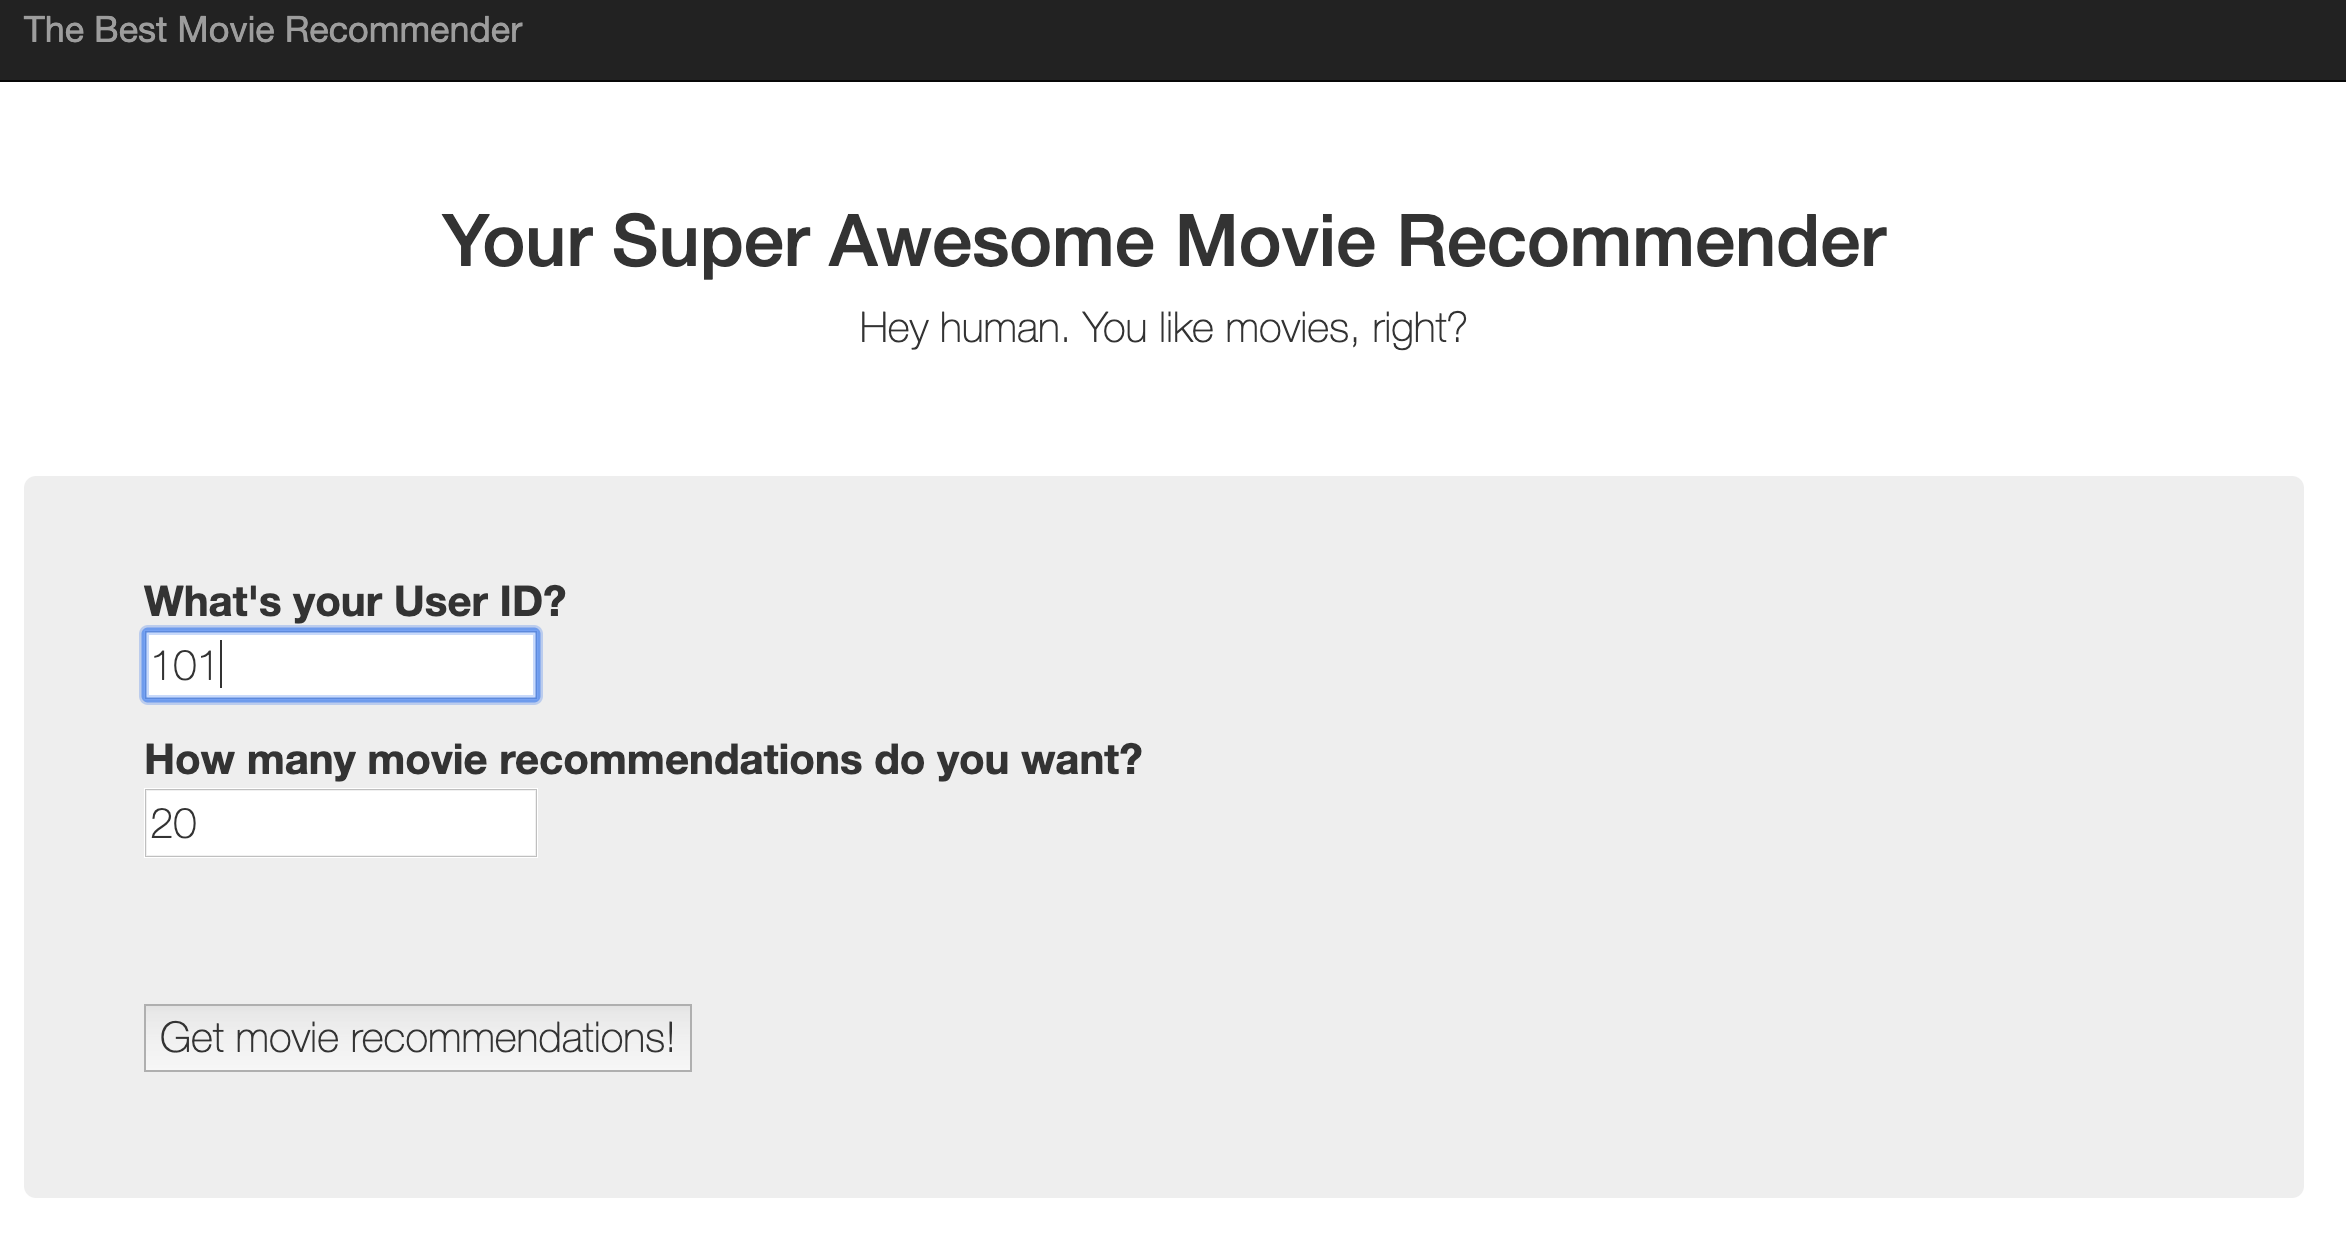 The Best Movie Recommender
Your Super Awesome Movie Recommender
Hey human. You like movies, right?
What's your User ID?
101
How many movie recommendations do you want?
20
Get movie recommendations!